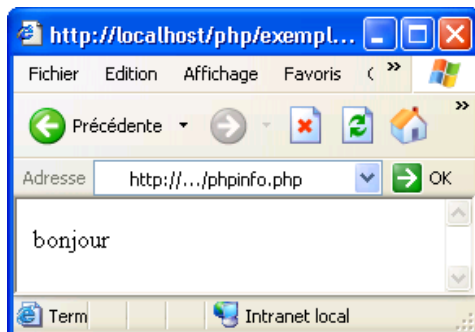 http://localhost/php/exempl...
Fichier Edition Affichage Favoris ( »
Précédente »
Adresse http://.../phpinfo.php OK
bonjour
Term Intranet local